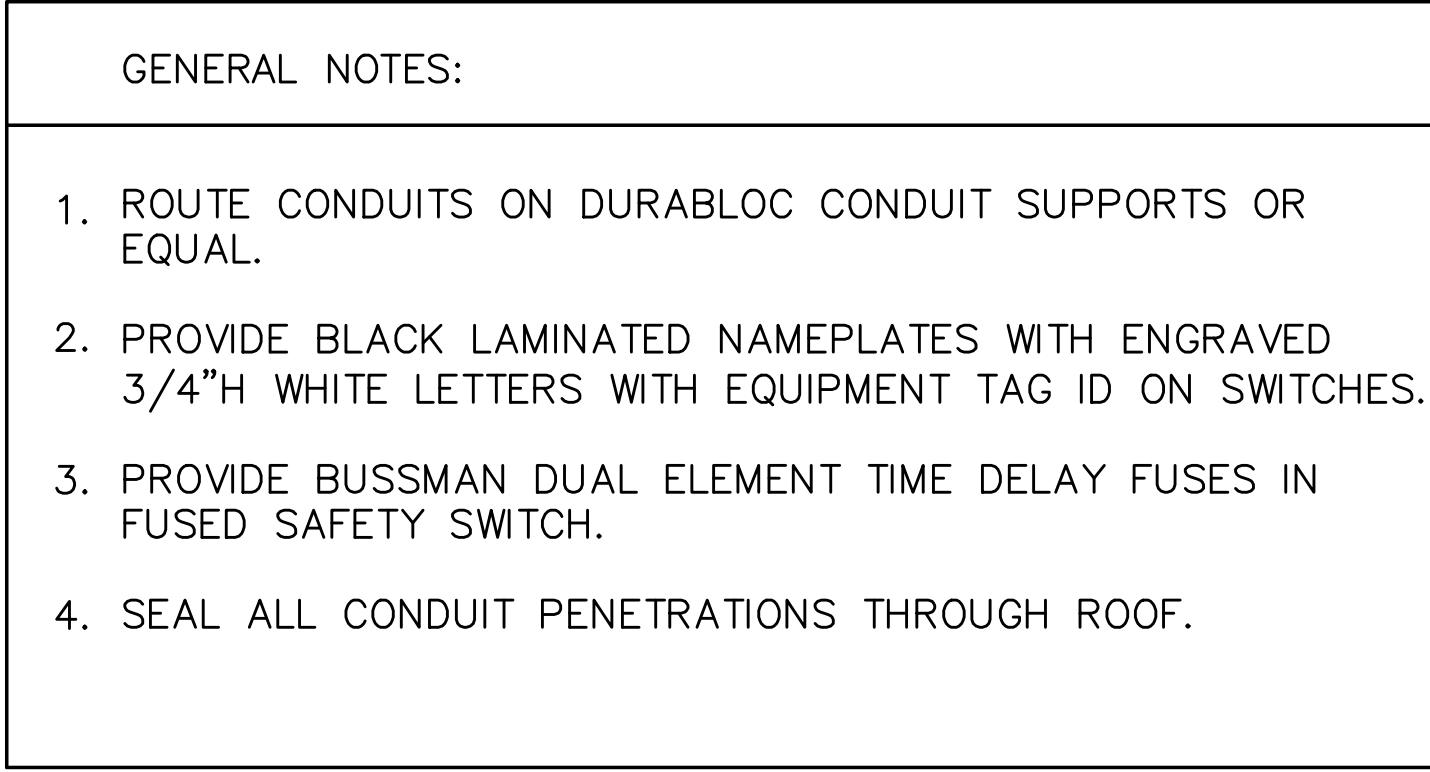 GENERAL NOTES:
1. ROUTE CONDUITS ON DURABLOC CONDUIT SUPPORTS OR
EQUAL.
2. PROVIDE BLACK LAMINATED NAMEPLATES WITH ENGRAVED
3/4"H WHITE LETTERS WITH EQUIPMENT TAG ID ON SWITCHES.
3. PROVIDE BUSSMAN DUAL ELEMENT TIME DELAY FUSES IN
FUSED SAFETY SWITCH.
4. SEAL ALL CONDUIT PENETRATIONS THROUGH ROOF.